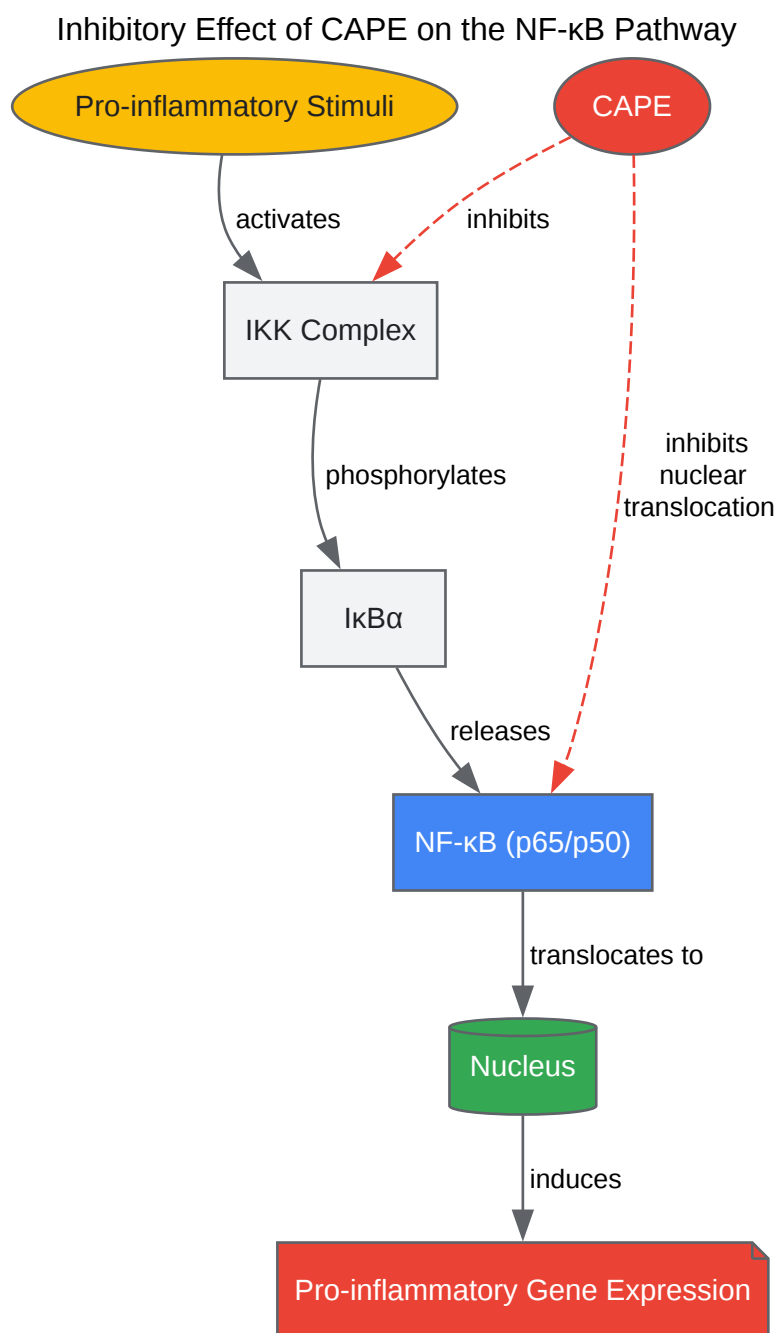 Inhibitory Effect of CAPE on the NF-κB Pathway
Pro-inflammatory Stimuli
CAPE
activates
inhibits
IKK Complex
phosphorylates
inhibits
nuclear
translocation
IκBα
releases
NF-κB (p65/p50)
translocates to
Nucleus
induces
Pro-inflammatory Gene Expression